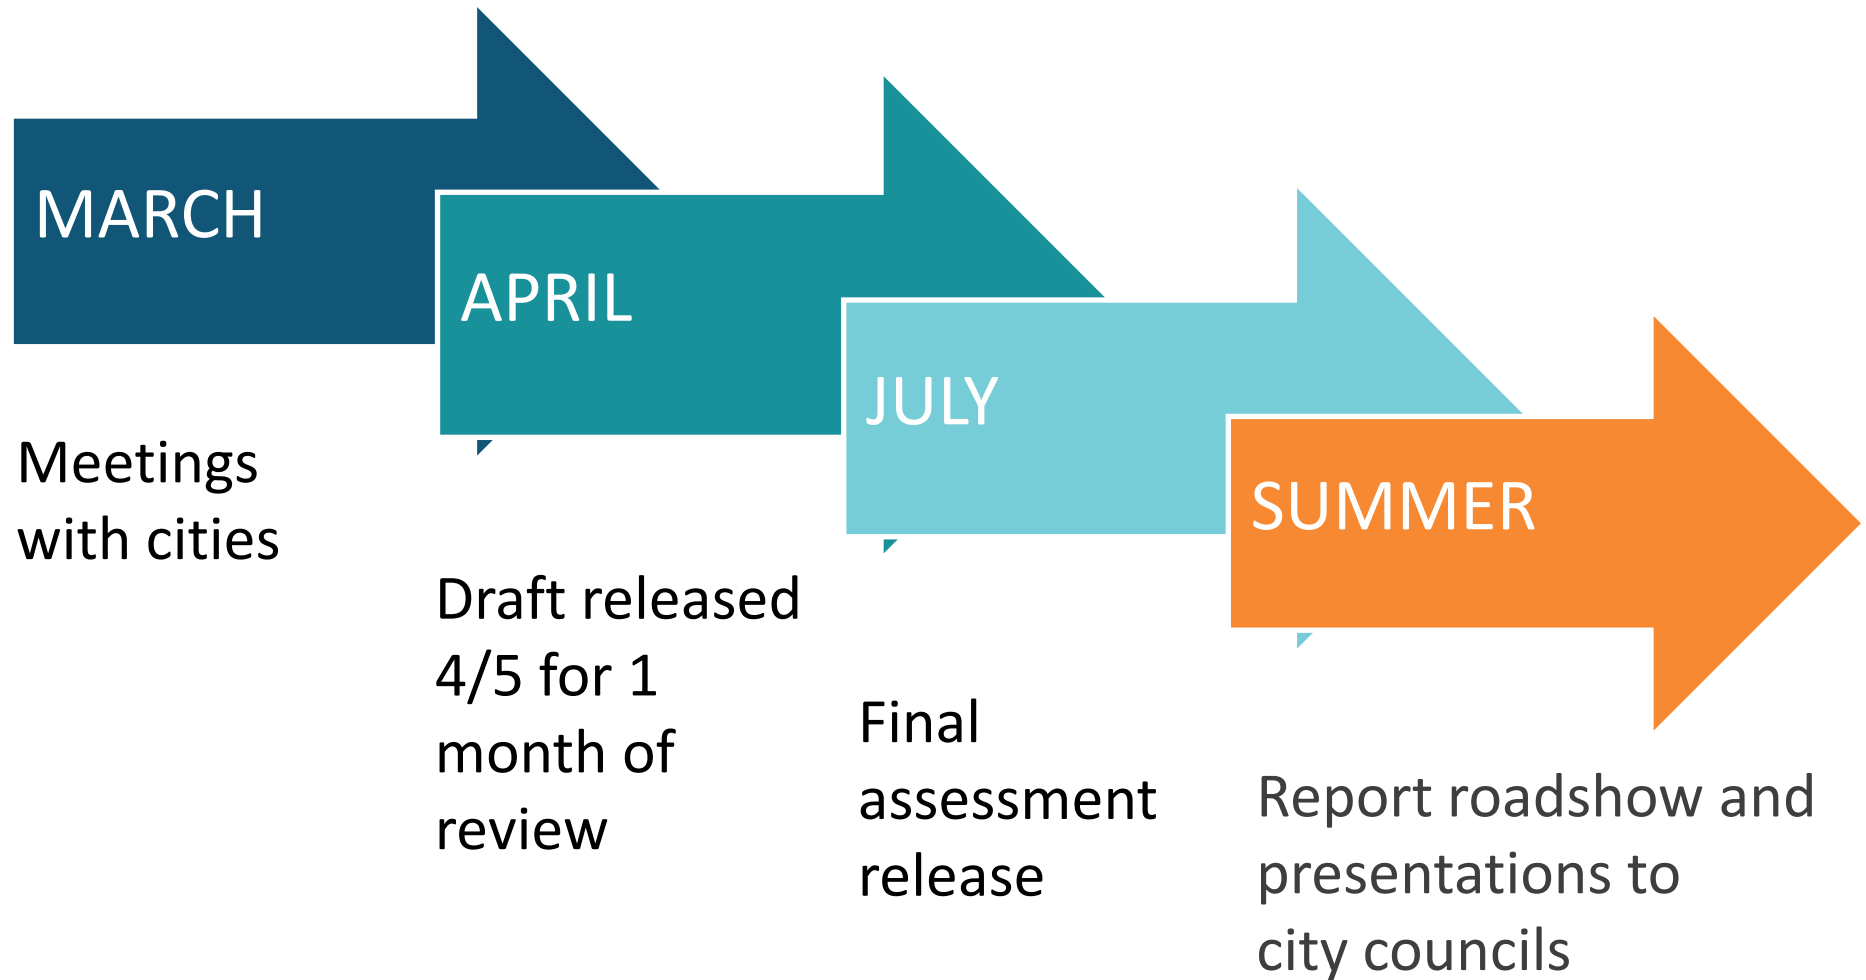 MARCH
Meetings
with cities
APRIL
Draft released
4/5 for 1
month of
review
JULY
Final
assessment
release
SUMMER
Report roadshow and
presentations to
city councils